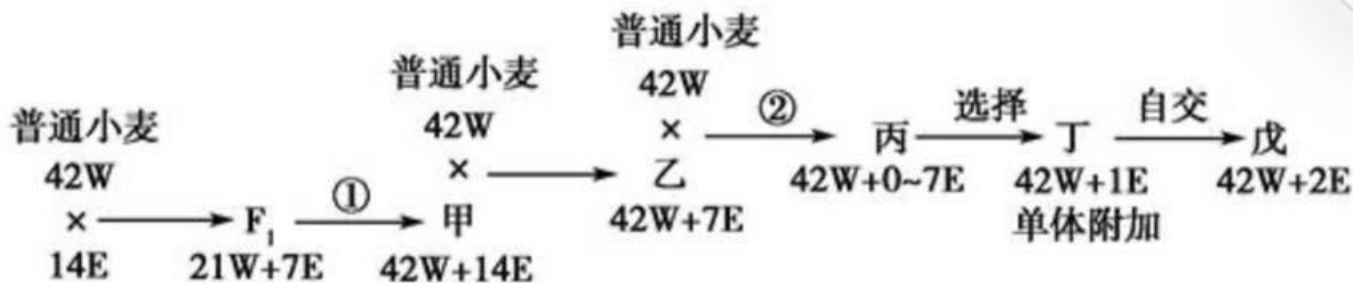 普通小麦
42W
×
14E
F₁
21W+7E
①
普通小麦
42W
×
甲
42W+14E
普通小麦
42W
×
乙
42W+7E
②
丙
42W+0~7E
选择
丁
42W+1E
单体附加
自交
戊
42W+2E